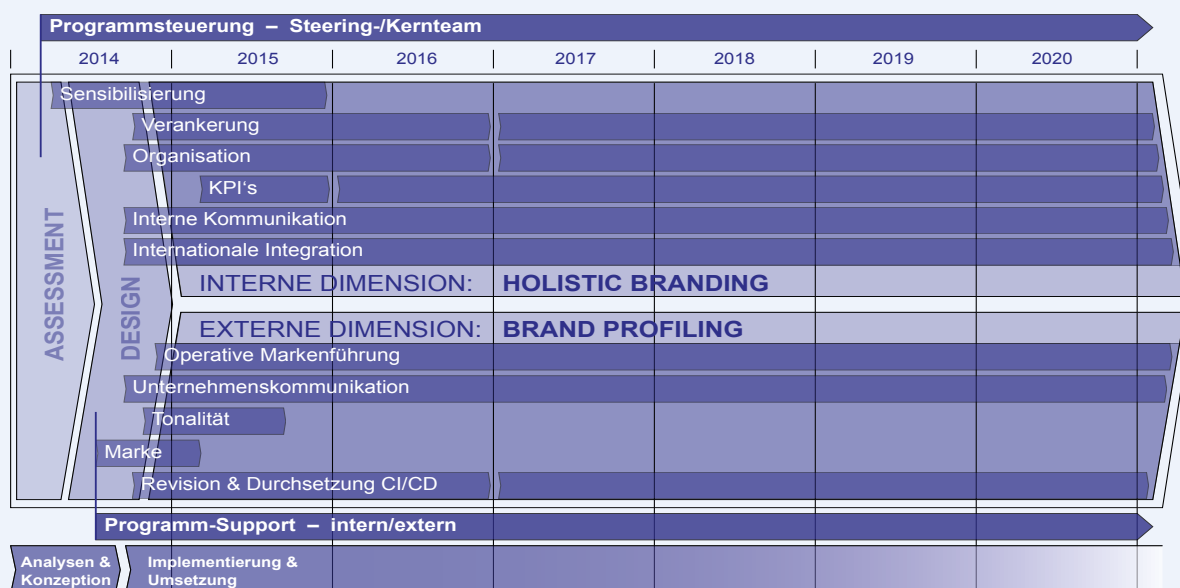 Programmsteuerung – Steering-/Kernteam
2014 2015 2016 2017 2018 2019 2020
Sensibilisierung
Verankerung
Organisation
KPI‘s
Interne Kommunikation
Internationale Integration
ASSESSMENT
DESIGN
INTERNE DIMENSION: HOLISTIC BRANDING
EXTERNE DIMENSION: BRAND PROFILING
Operative Markenführung
Unternehmenskommunikation
Tonalität
Marke
Revision & Durchsetzung CI/CD
Programm-Support – intern/extern
Analysen &
Konzeption
Implementierung &
Umsetzung